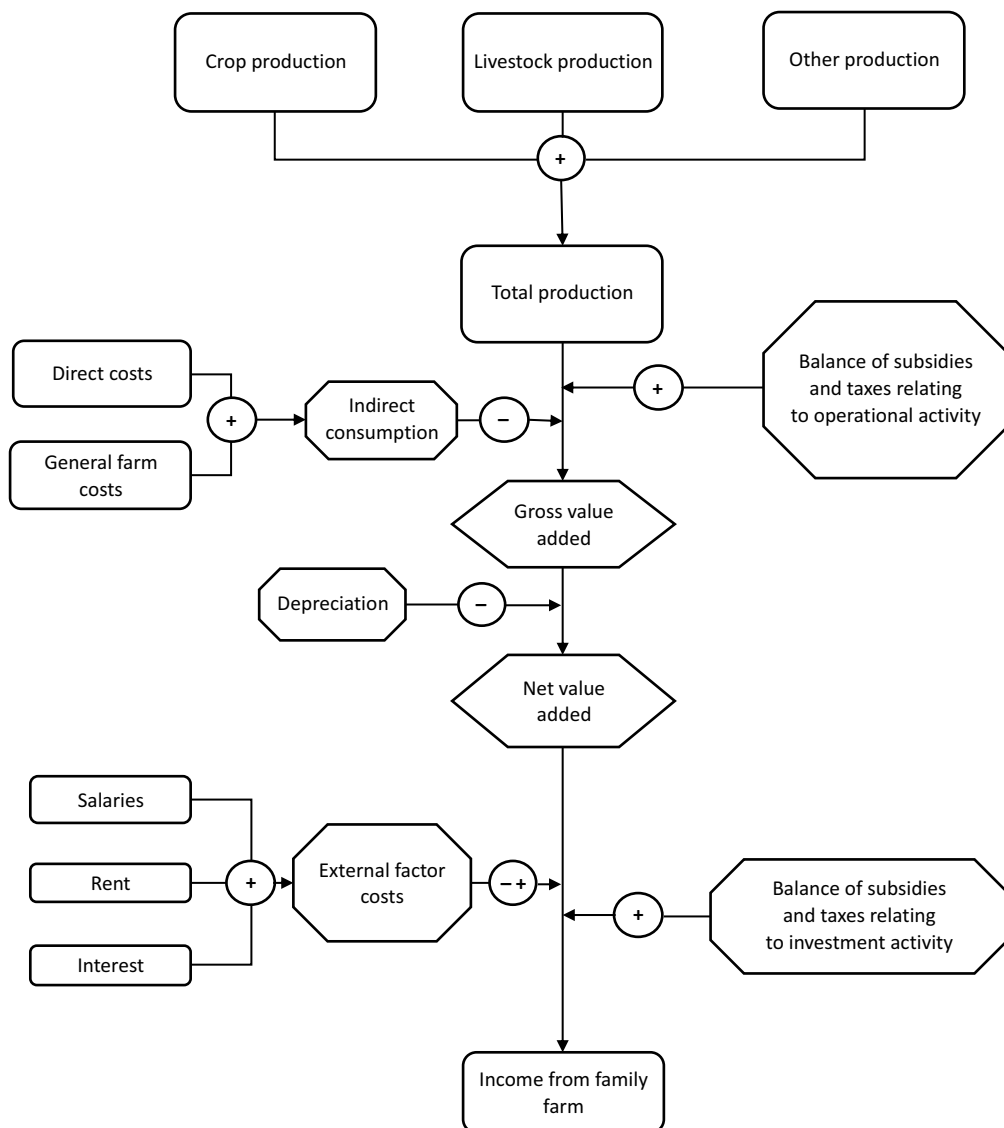 Crop production
Livestock production
Other production
+
Total production
Direct costs
General farm
costs
+
Indirect
consumption
−
+
Balance of subsidies
and taxes relating
to operational activity
Gross value
added
Depreciation
−
Net value
added
Salaries
Rent
Interest
+
External factor
costs
− +
+
Balance of subsidies
and taxes relating
to investment activity
Income from family
farm